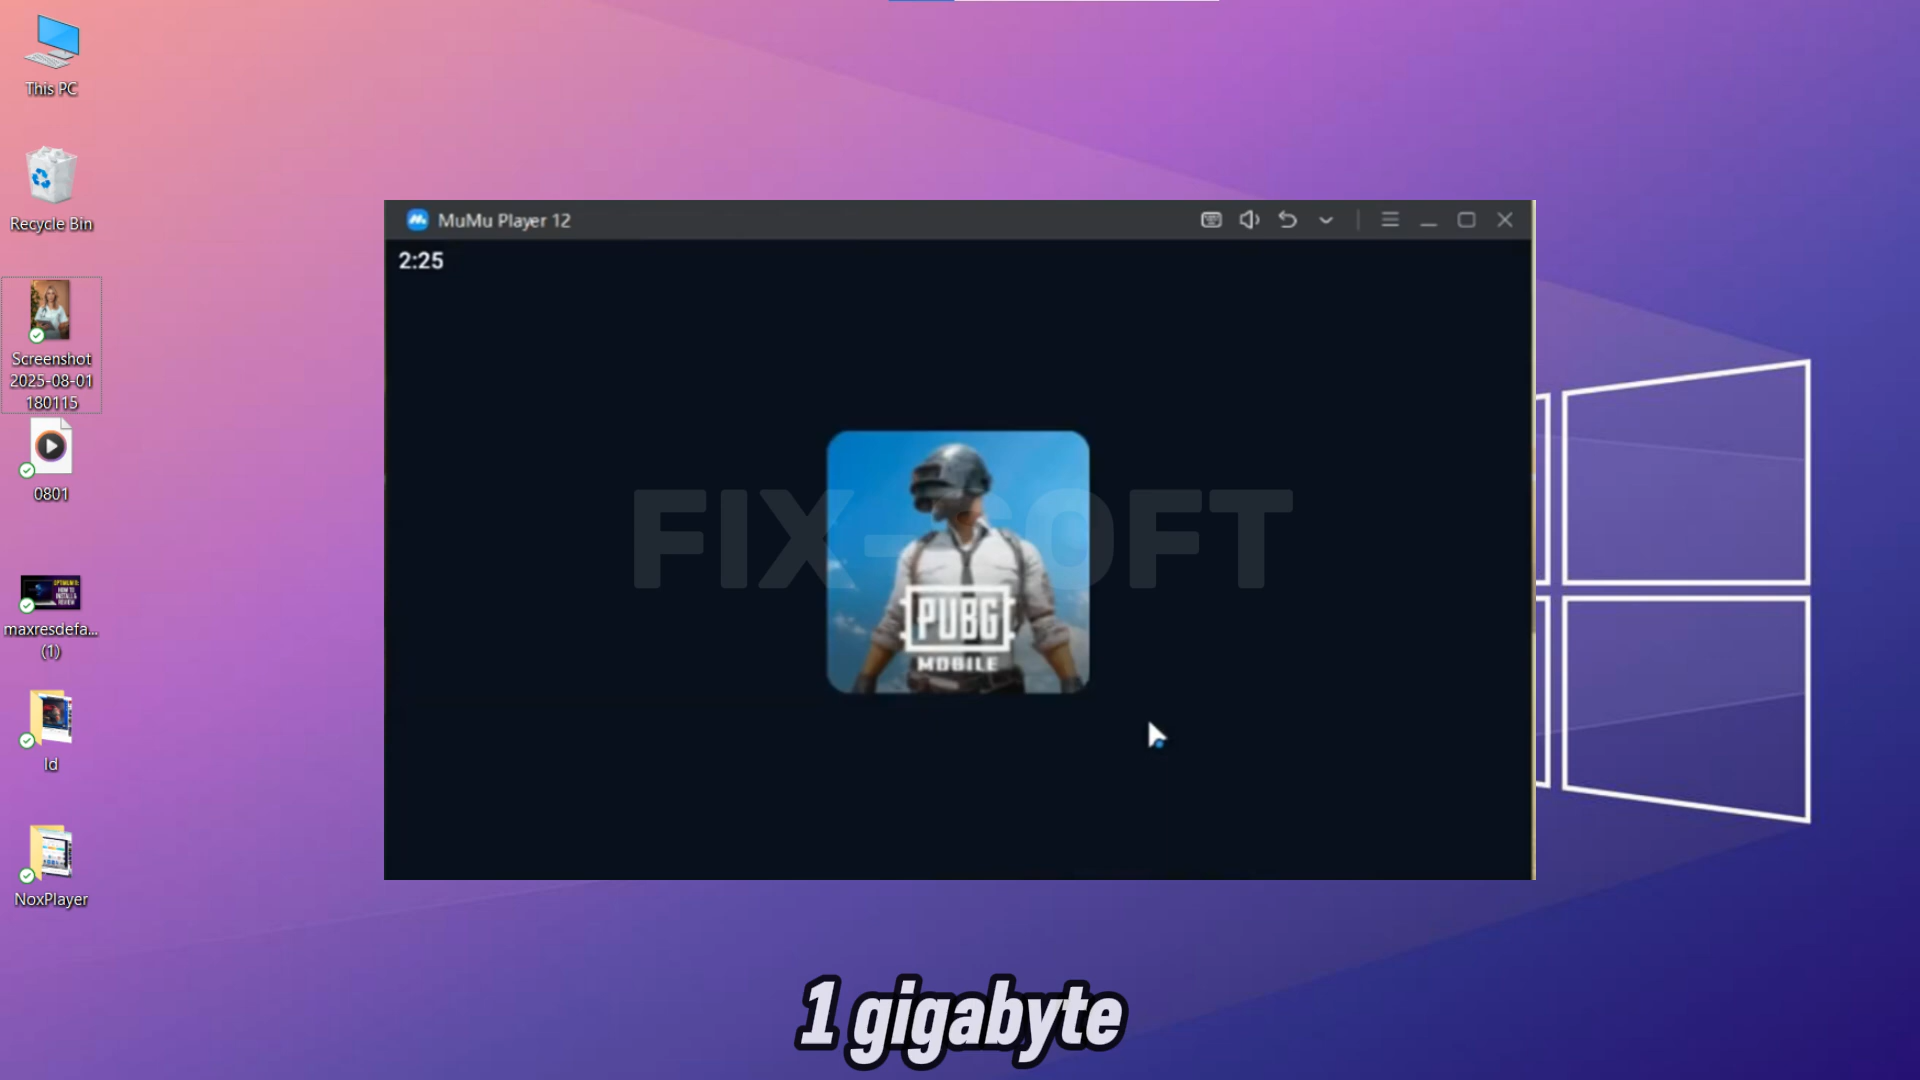 This PC
Recycle Bin
Screenshot
2025-08-01
180115
0801
maxresdefa...
(1)
ld
NoxPlayer
MuMu Player 12
2:25
FIX-SOFT
PUBG
MOBILE
1 gigabyte